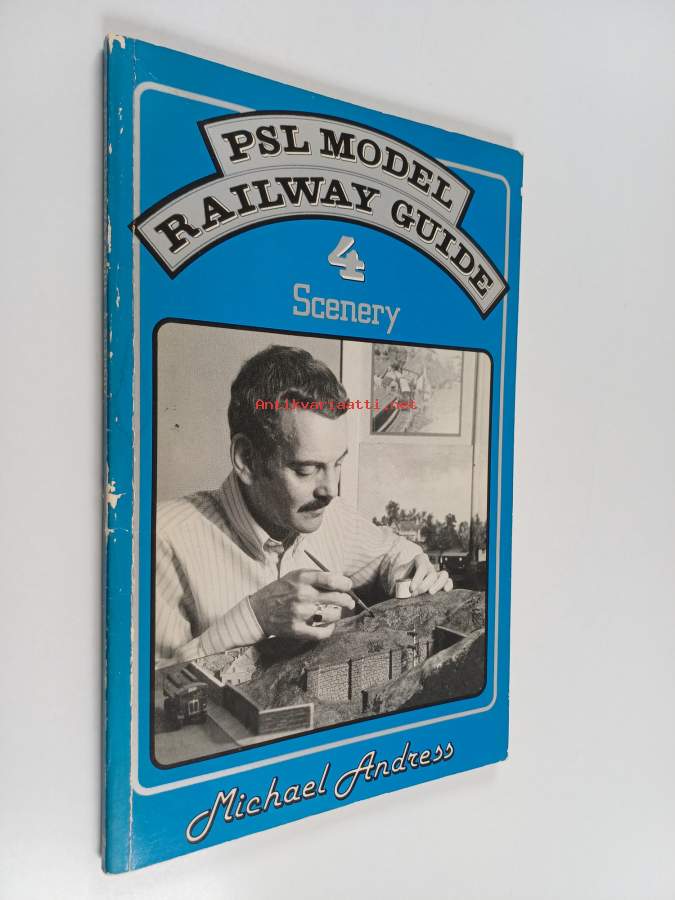 PSL MODEL
RAILWAY GUIDE
4
Scenery
Antikvariaatti.net
Michael Andress